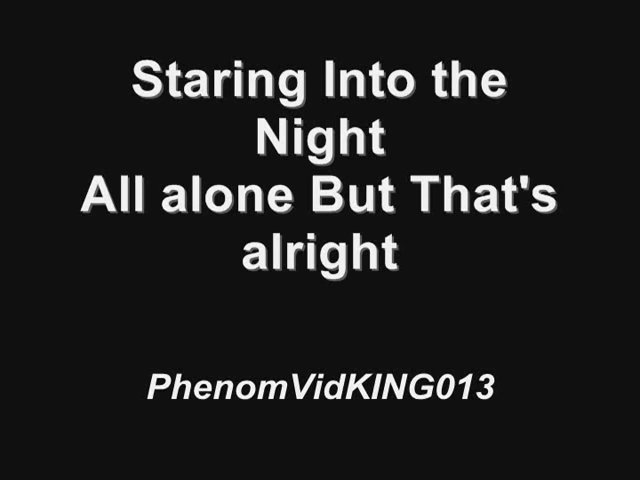 Staring Into the
Night
All alone But That's
alright
PhenomVidKING013